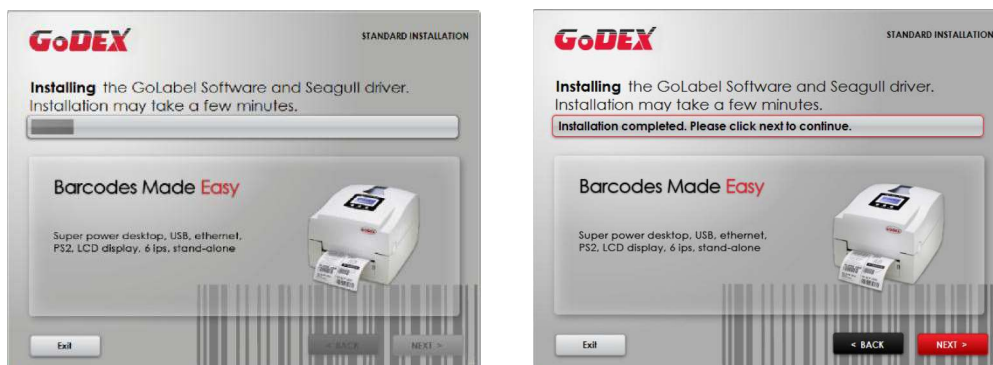 GoDEX
STANDARD INSTALLATION
Installing the GoLabel Software and Seagull driver.
Installation may take a few minutes.
Barcodes Made Easy
Super power desktop, USB, ethernet,
PS2, LCD display, 6 ips, stand-alone
Exit
< BACK
NEXT >
GoDEX
STANDARD INSTALLATION
Installing the GoLabel Software and Seagull driver.
Installation may take a few minutes.
Installation completed. Please click next to continue.
Barcodes Made Easy
Super power desktop, USB, ethernet,
PS2, LCD display, 6 ips, stand-alone
Exit
< BACK
NEXT >